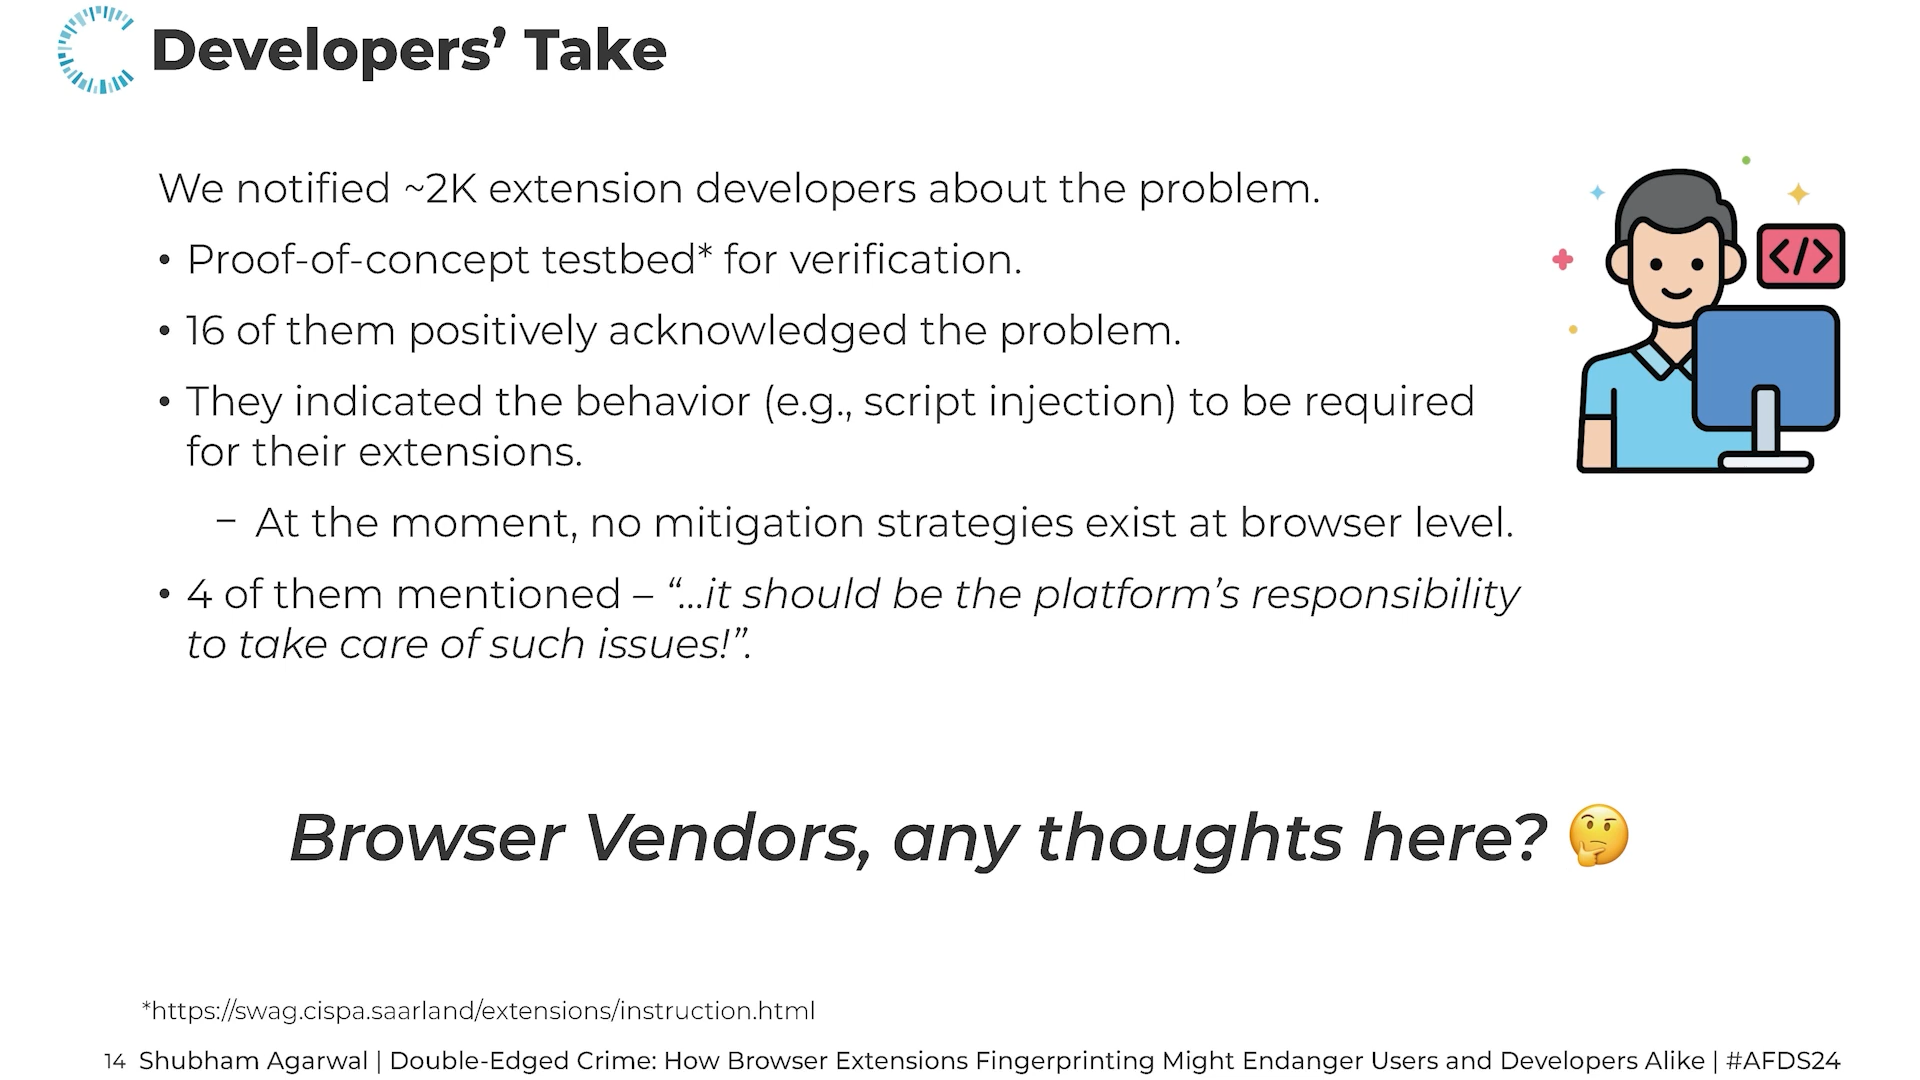 Developers’ Take
We notified ~2K extension developers about the problem.
• Proof-of-concept testbed* for verification.
• 16 of them positively acknowledged the problem.
• They indicated the behavior (e.g., script injection) to be required
for their extensions.
– At the moment, no mitigation strategies exist at browser level.
• 4 of them mentioned – “…it should be the platform’s responsibility
to take care of such issues!”.
</>
Browser Vendors, any thoughts here? 🤔
*https://swag.cispa.saarland/extensions/instruction.html
14 Shubham Agarwal | Double-Edged Crime: How Browser Extensions Fingerprinting Might Endanger Users and Developers Alike | #AFDS24